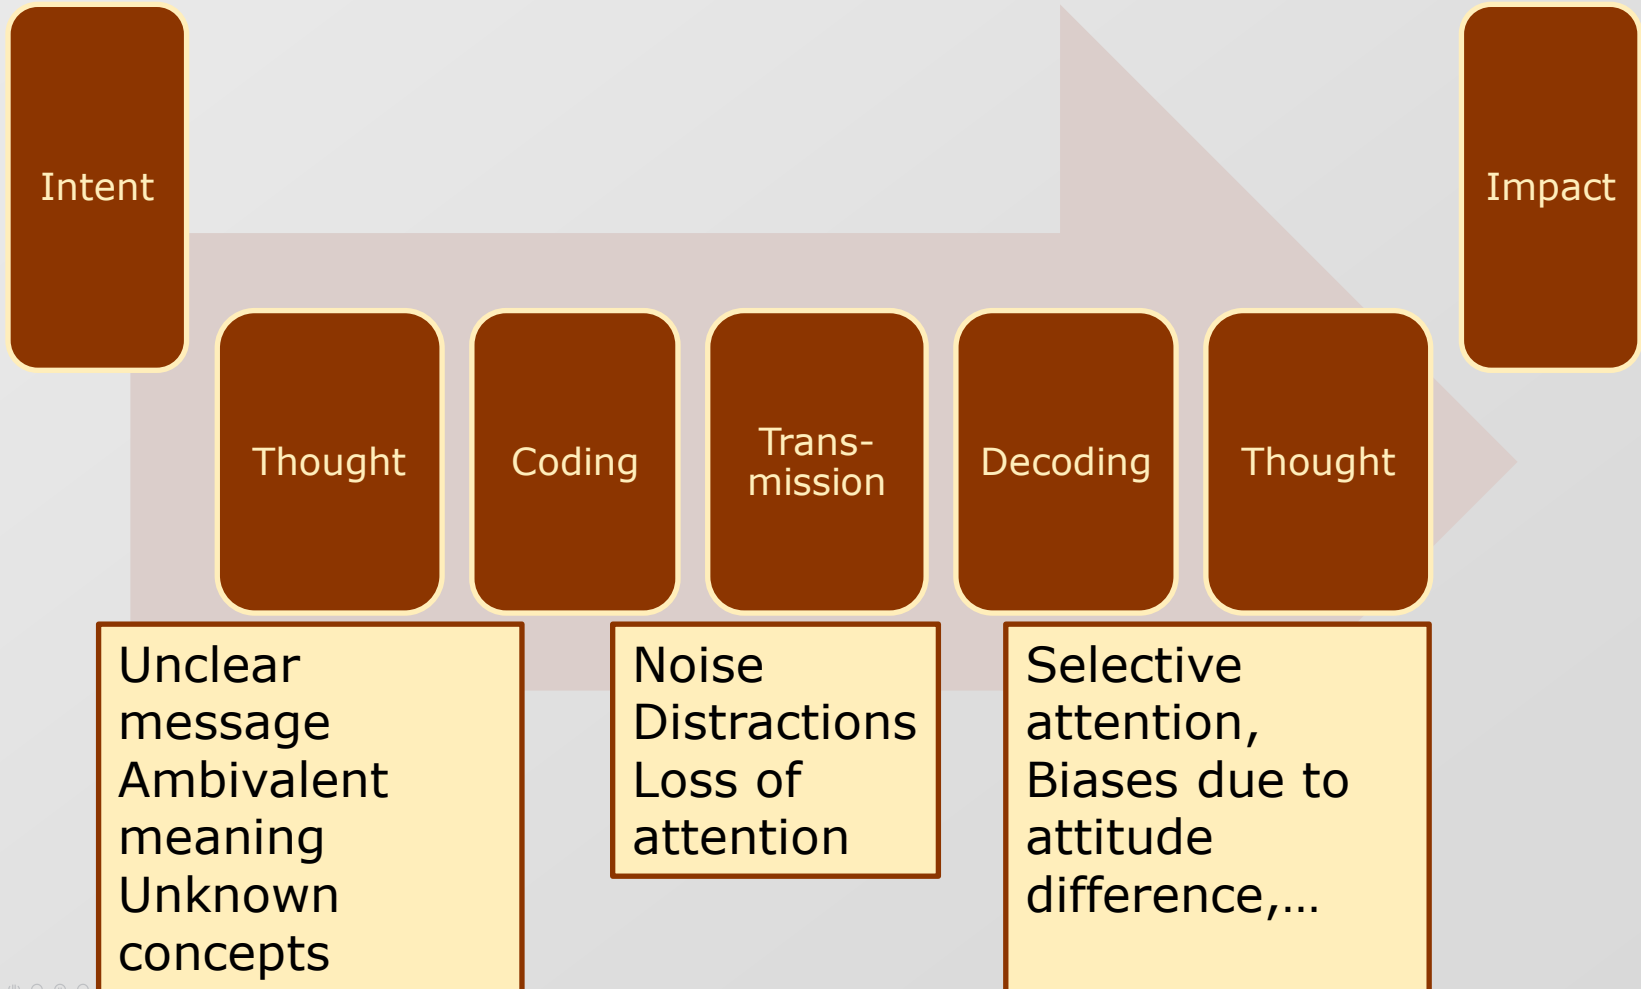 Intent
Impact
Thought
Coding
Trans-
mission
Decoding
Thought
Unclear
message
Ambivalent
meaning
Unknown
concepts
Noise
Distractions
Loss of
attention
Selective
attention,
Biases due to
attitude
difference,…